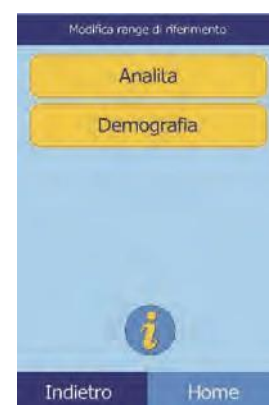 Modifica range di riferimento
Analita
Demografia
i
Indietro Home